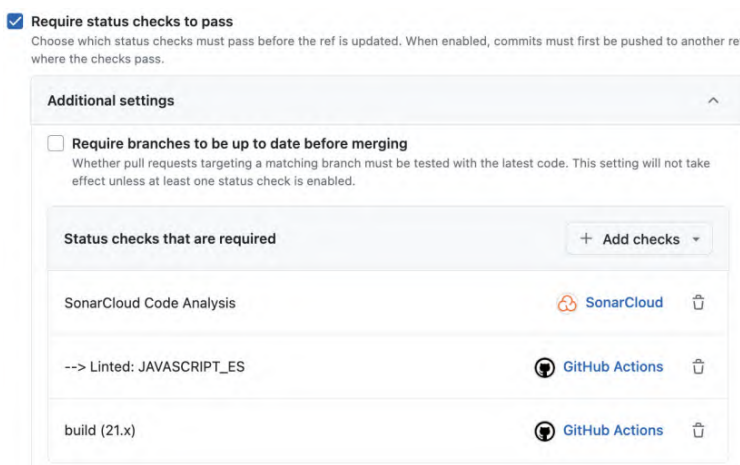 Require status checks to pass
Choose which status checks must pass before the ref is updated. When enabled, commits must first be pushed to another re
where the checks pass.
Additional settings
Require branches to be up to date before merging
Whether pull requests targeting a matching branch must be tested with the latest code. This setting will not take
effect unless at least one status check is enabled.
Status checks that are required
+ Add checks
SonarCloud Code Analysis
SonarCloud
--> Linted: JAVASCRIPT_ES
GitHub Actions
build (21.x)
GitHub Actions